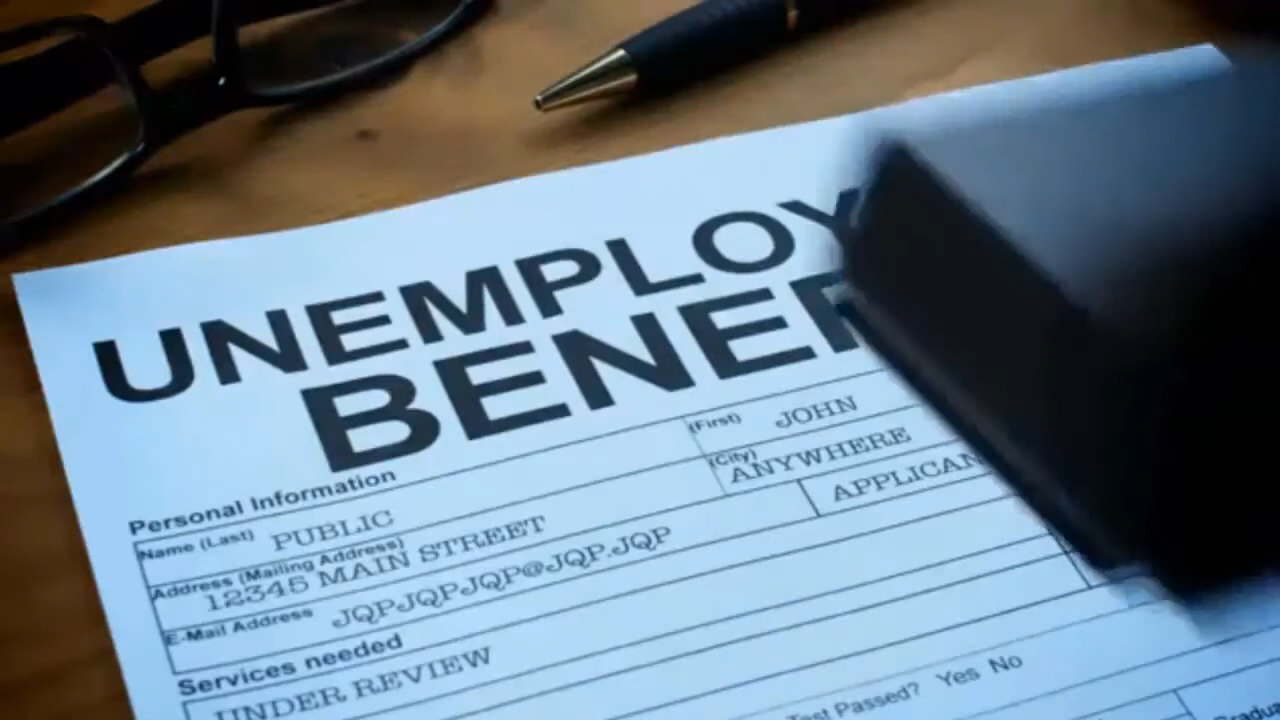 UNEMPLOY
BENEF
Personal Information
Name (Last) PUBLIC (First) JOHN
Address (Mailing Address) 12345 MAIN STREET (City) ANYWHERE
E-Mail Address JQPJQPJQP@JQP.JQP APPLICAN
Services needed
UNDER REVIEW
Test Passed? Yes No